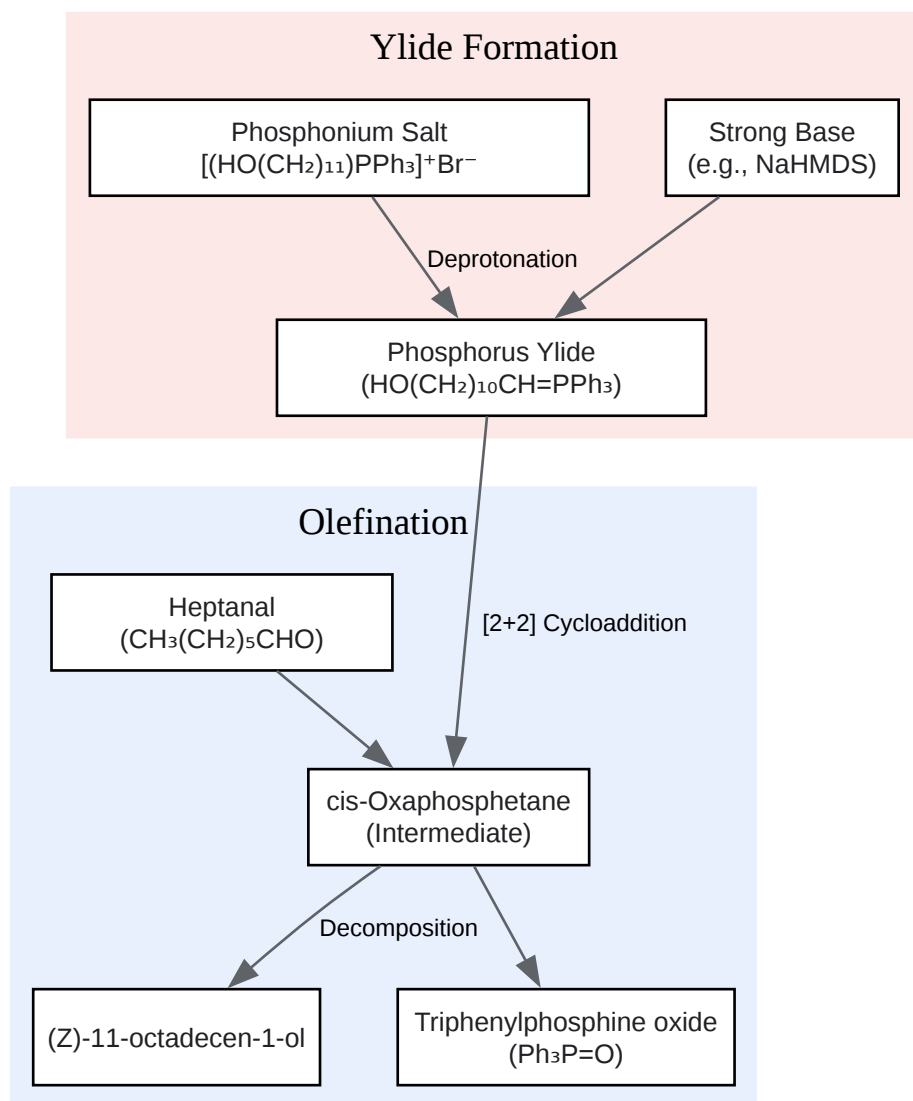 Ylide Formation
Phosphonium Salt
[(HO(CH₂)₁₁)PPh₃]⁺Br⁻
Strong Base
(e.g., NaHMDS)
Deprotonation
Phosphorus Ylide
(HO(CH₂)₁₀CH=PPh₃)
Olefination
Heptanal
(CH₃(CH₂)₅CHO)
[2+2] Cycloaddition
cis-Oxaphosphetane
(Intermediate)
Decomposition
(Z)-11-octadecen-1-ol
Triphenylphosphine oxide
(Ph₃P=O)